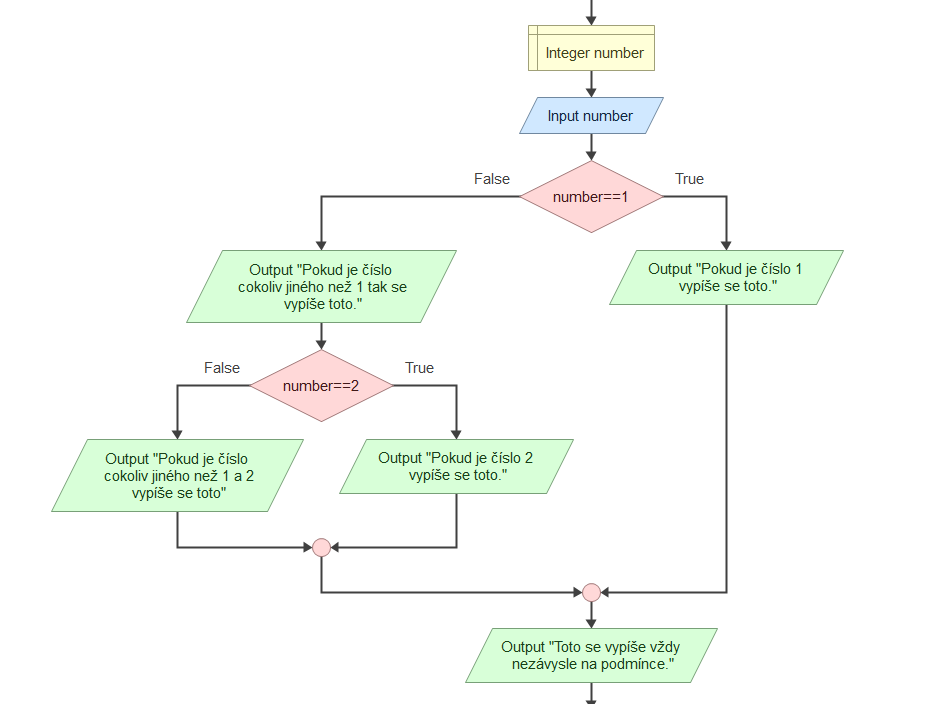 Integer number
Input number
False
True
number==1
Output "Pokud je číslo
cokoliv jiného než 1 tak se
vypíše toto."
Output "Pokud je číslo 1
vypíše se toto."
False
True
number==2
Output "Pokud je číslo
cokoliv jiného než 1 a 2
vypíše se toto"
Output "Pokud je číslo 2
vypíše se toto."
Output "Toto se vypíše vždy
nezávysle na podmínce."